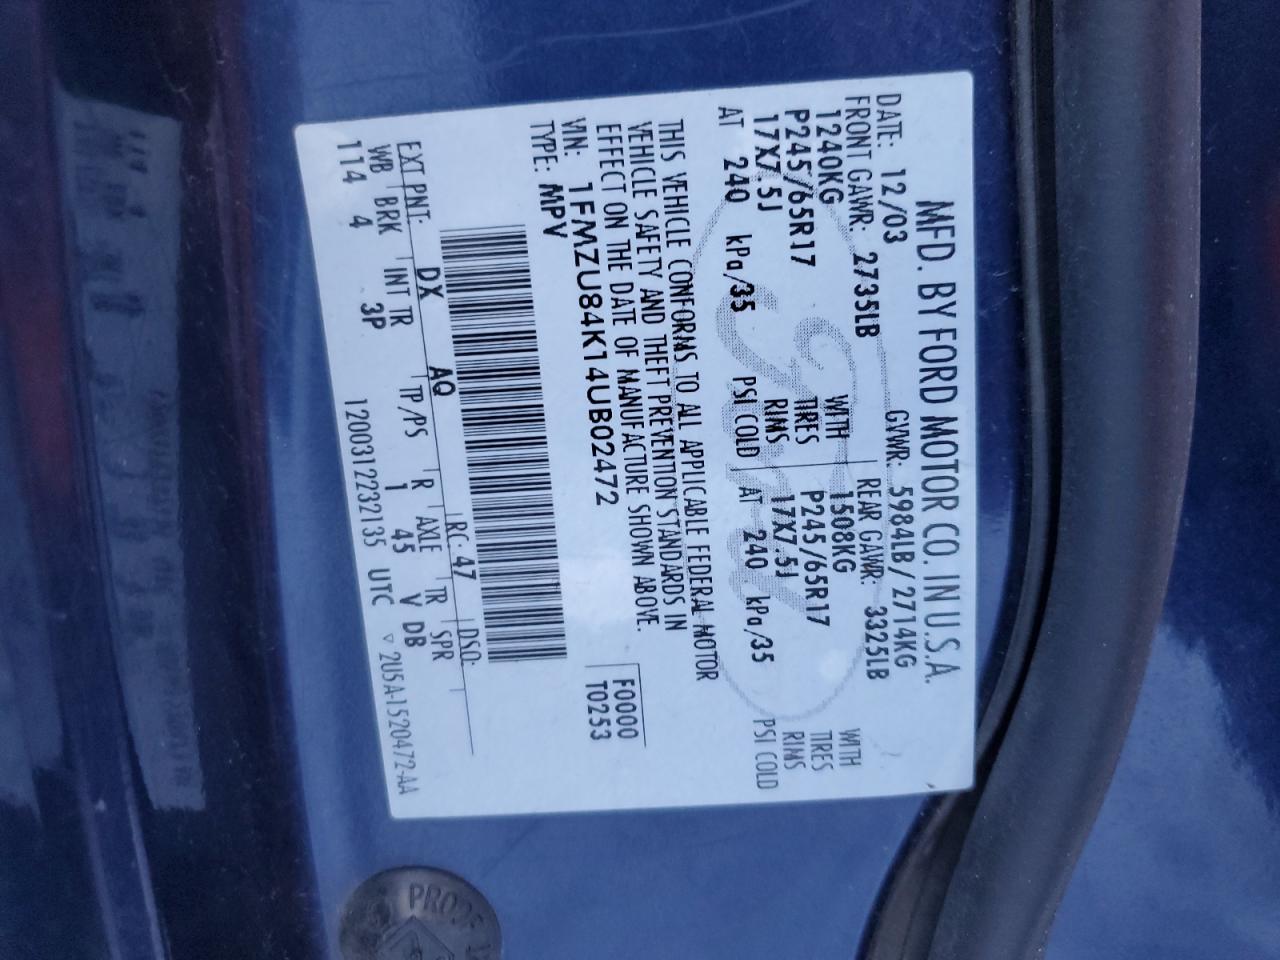 MFD. BY FORD MOTOR CO. IN U.S.A.
DATE: 12/03 GVWR: 5984LB/2714KG
FRONT GAWR: 2735LB REAR GAWR: 3325LB
1240KG WITH 1508KG WITH
P245/65R17 TIRES P245/65R17 TIRES
17X7.5J RIMS 17X7.5J RIMS
AT 240 kPa/35 PSI COLD AT 240 kPa/35 PSI COLD
THIS VEHICLE CONFORMS TO ALL APPLICABLE FEDERAL MOTOR
VEHICLE SAFETY AND THEFT PREVENTION STANDARDS IN
EFFECT ON THE DATE OF MANUFACTURE SHOWN ABOVE.
VIN: 1FMZU84K14UB02472
TYPE: MPV
F0000
T0253
EXT PNT: DX AQ RC: 47 DSO:
WB BRK INT TR TP/PS R AXLE TR SPR
114 4 3P 1 45 V DB
1200312232135 UTC ▽ 2U5A-1520472-AA